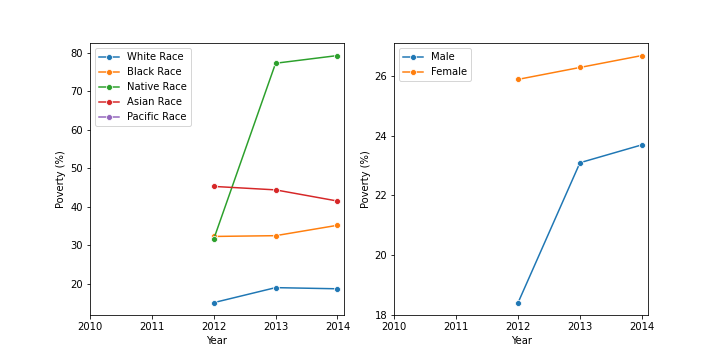 White Race
Black Race
Native Race
Asian Race
Pacific Race
80
70
60
50
40
30
20
Poverty (%)
2010 2011 2012 2013 2014
Year
Male
Female
26
24
22
20
18
Poverty (%)
2010 2011 2012 2013 2014
Year